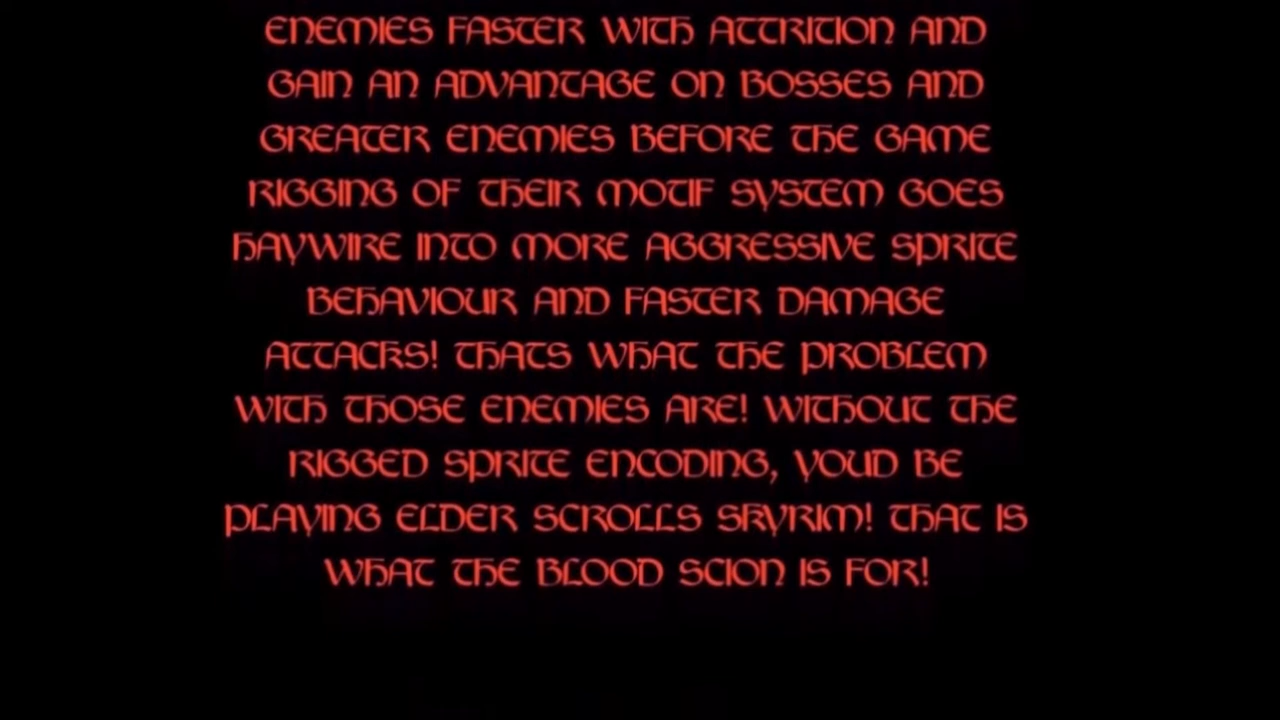 ENEMIES FASTER WITH ATTRITION AND
GAIN AN ADVANTAGE ON BOSSES AND
GREATER ENEMIES BEFORE THE GAME
RIGGING OF THEIR MOTIF SYSTEM GOES
HAYWIRE INTO MORE AGGRESSIVE SPRITE
BEHAVIOUR AND FASTER DAMAGE
ATTACKS! THATS WHAT THE PROBLEM
WITH THOSE ENEMIES ARE! WITHOUT THE
RIGGED SPRITE ENCODING, YOUD BE
PLAYING ELDER SCROLLS SKYRIM! THAT IS
WHAT THE BLOOD SCION IS FOR!